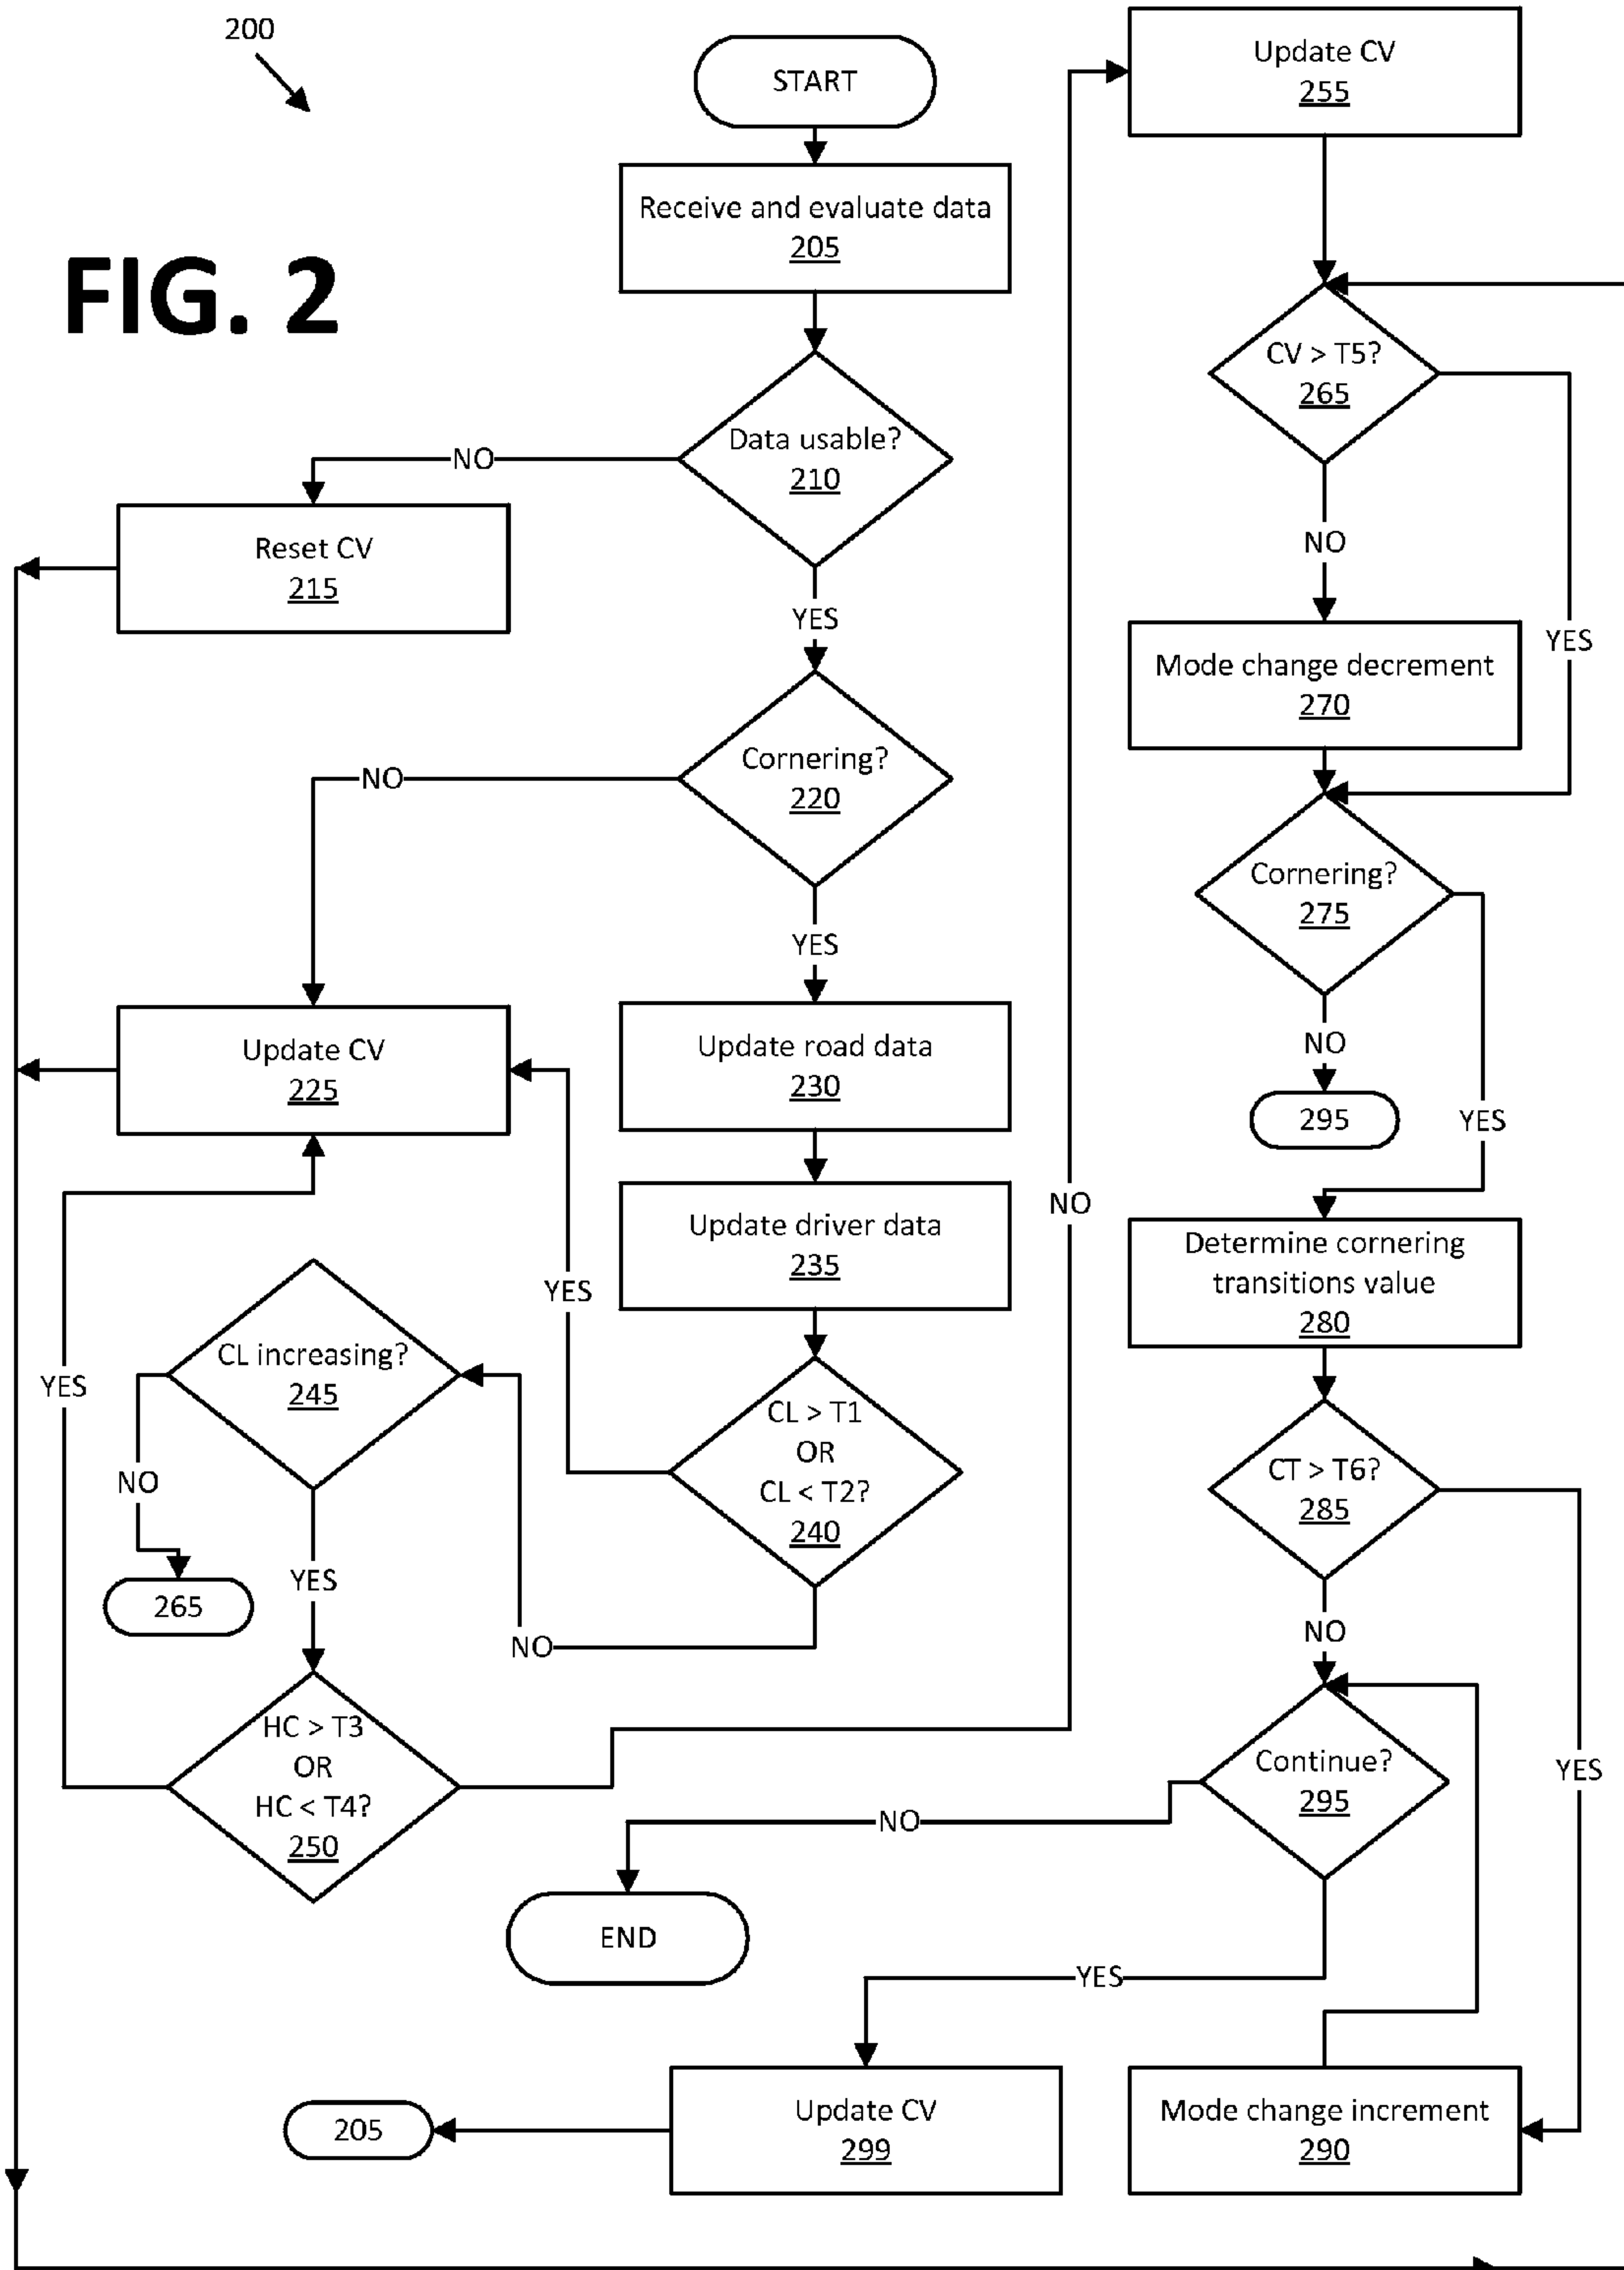 200
FIG. 2
START
Receive and evaluate data
205
Data usable?
210
NO
Reset CV
215
YES
Cornering?
220
NO
YES
Update CV
225
Update road data
230
Update driver data
235
YES
CL > T1
OR
CL < T2?
240
NO
CL increasing?
245
NO
265
YES
HC > T3
OR
HC < T4?
250
YES
NO
Update CV
255
CV > T5?
265
NO
YES
Mode change decrement
270
Cornering?
275
NO
295
YES
Determine cornering
transitions value
280
CT > T6?
285
NO
YES
Continue?
295
NO
END
YES
Update CV
299
205
Mode change increment
290